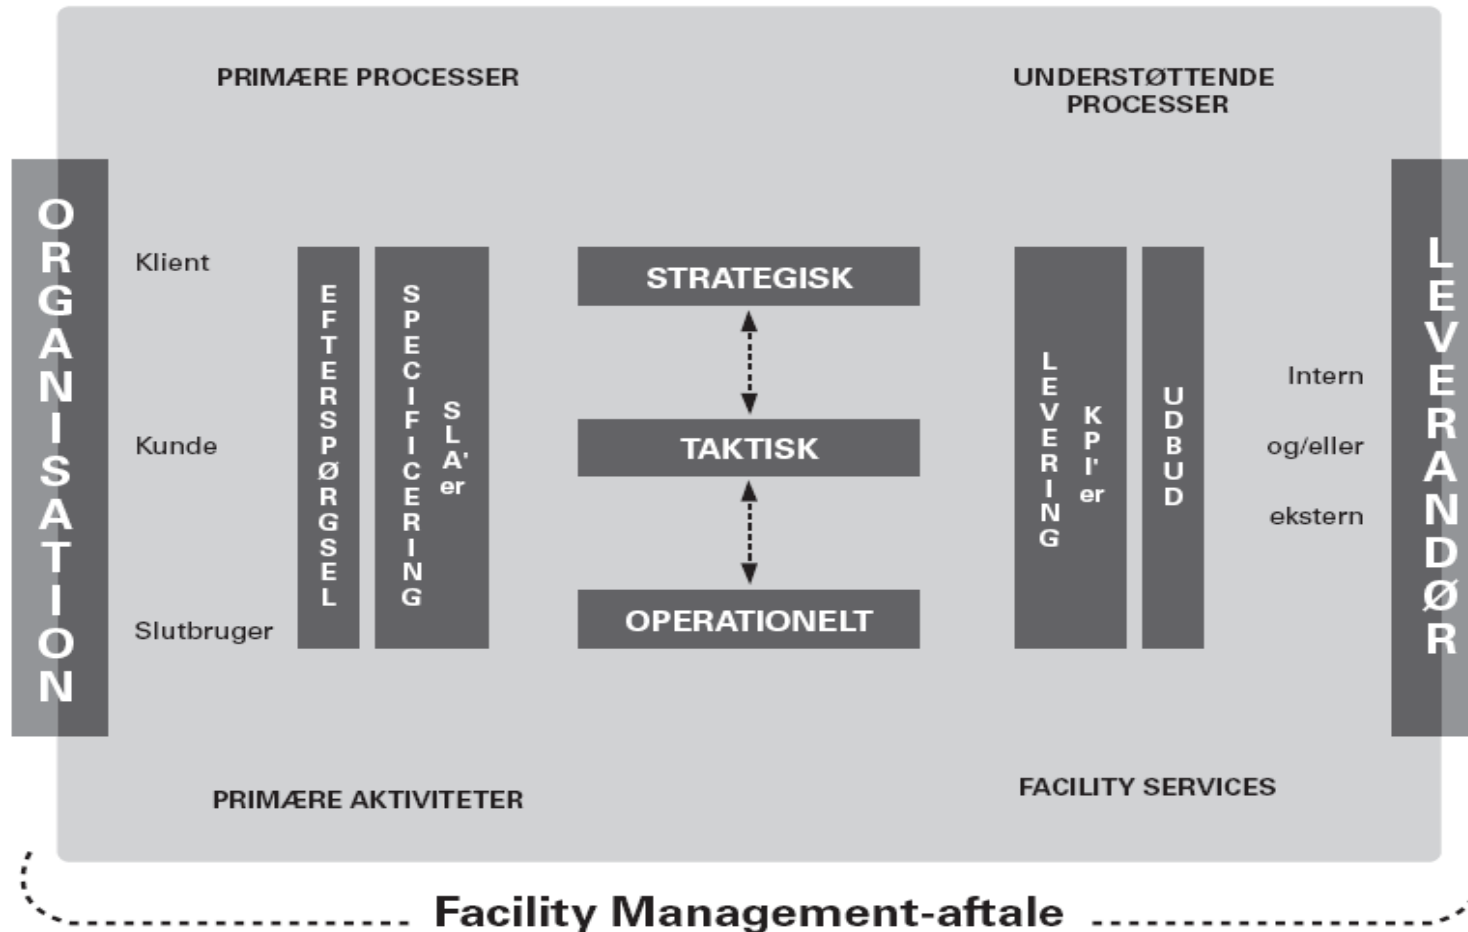 PRIMÆRE PROCESSER
UNDERSTØTTENDE
PROCESSER
ORGANISATION
Klient
Kunde
Slutbruger
EFTERSPØRGSEL
SPECIFICERING
SLA'er
STRATEGISK
TAKTISK
OPERATIONELT
LEVERING
KPI'er
UDBUD
Intern
og/eller
ekstern
LEVERANDØR
PRIMÆRE AKTIVITETER
FACILITY SERVICES
Facility Management-aftale